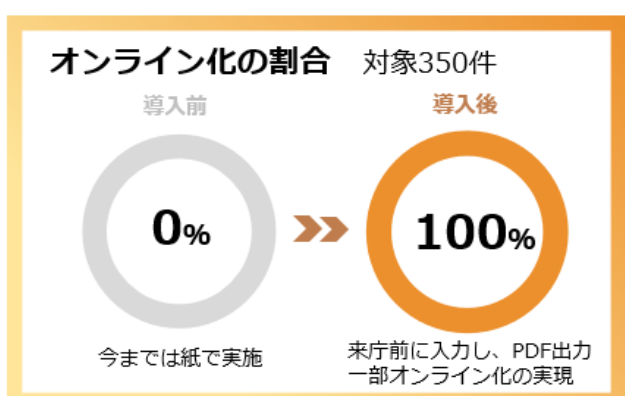 オンライン化の割合 対象350件
導入前 導入後
0% 100%
今までは紙で実施
来庁前に入力し、PDF出力
一部オンライン化の実現